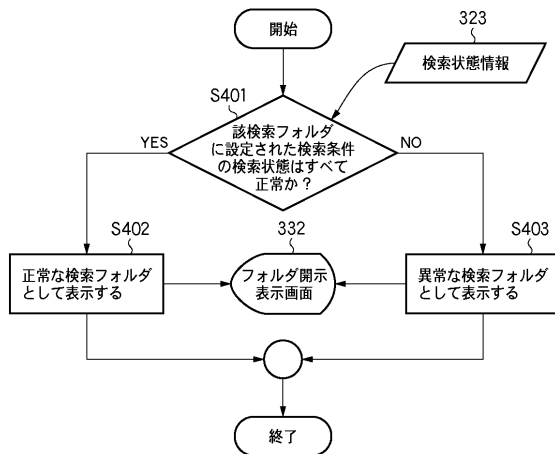 開始
323
検索状態情報
S401
該検索フォルダ
に設定された検索条件
の検索状態はすべて
正常か？
YES
NO
S402
332
S403
正常な検索フォルダ
として表示する
フォルダ開示
表示画面
異常な検索フォルダ
として表示する
終了